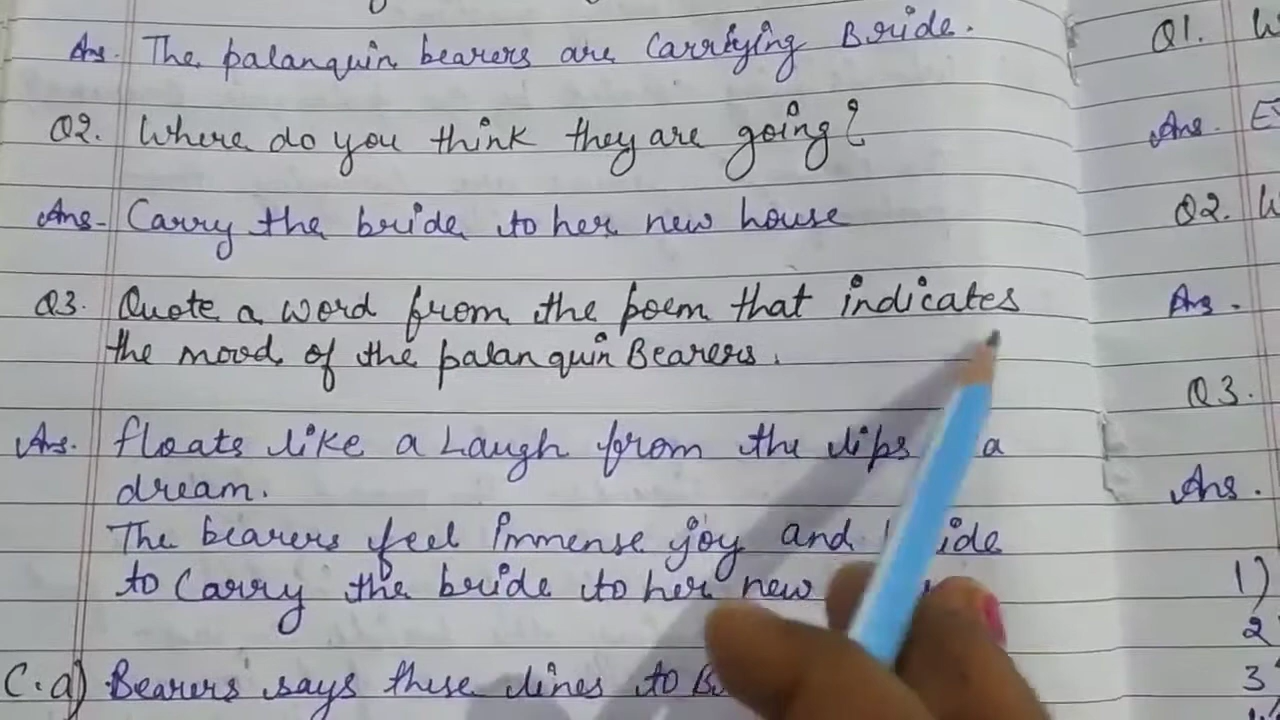 Ans. The palanquin bearers are Carrying Bride.
Q2. Where do you think they are going?
Ans- Carry the bride to her new house
Q3. Quote a word from the poem that indicates
the mood of the palanquin Bearers.
Ans. floats like a Laugh from the lips a
dream.
The bearers feel immense joy and
to Carry the bride to her new
C.a) Bearers says these lines to
Q1.
Ans.
Q2.
Ans.
Q3.
Ans.
1)
2
3